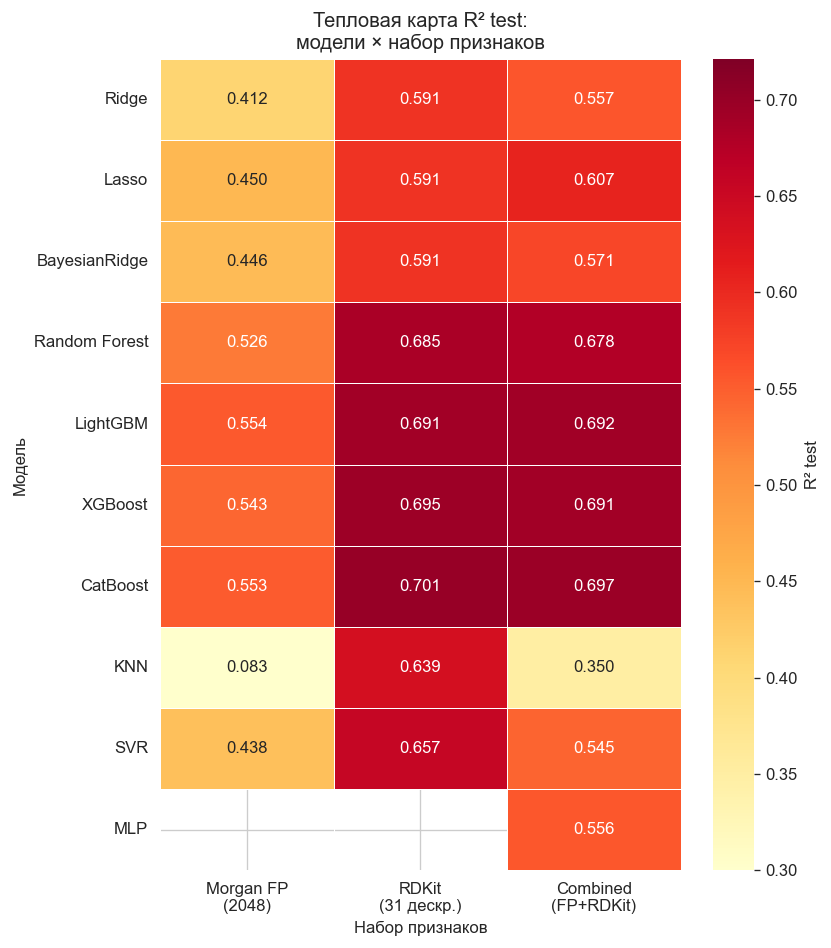 Тепловая карта R² test:
модели × набор признаков
Модель
Ridge 0.412 0.591 0.557
Lasso 0.450 0.591 0.607
BayesianRidge 0.446 0.591 0.571
Random Forest 0.526 0.685 0.678
LightGBM 0.554 0.691 0.692
XGBoost 0.543 0.695 0.691
CatBoost 0.553 0.701 0.697
KNN 0.083 0.639 0.350
SVR 0.438 0.657 0.545
MLP 0.556
Morgan FP RDKit Combined
(2048) (31 дескр.) (FP+RDKit)
Набор признаков
0.70
0.65
0.60
0.55
0.50
0.45
0.40
0.35
0.30
R² test